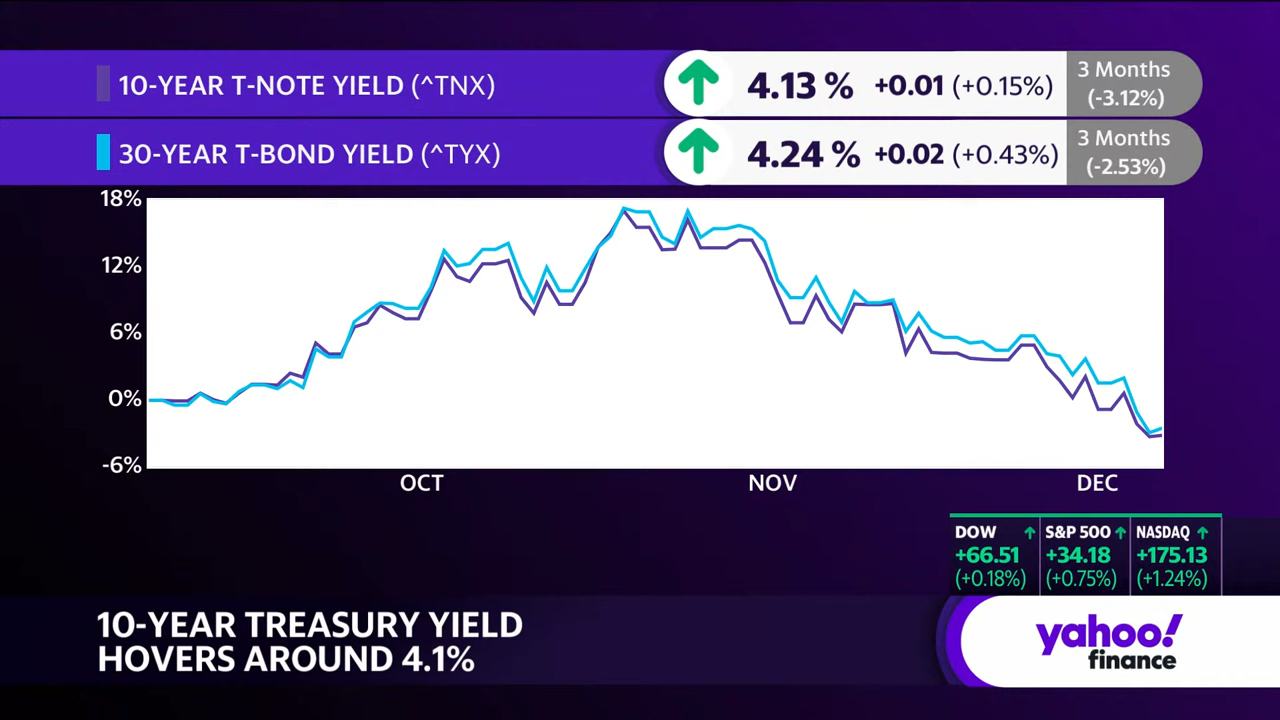 10-YEAR T-NOTE YIELD (^TNX)
4.13 % +0.01 (+0.15%)
3 Months
(-3.12%)
30-YEAR T-BOND YIELD (^TYX)
4.24 % +0.02 (+0.43%)
3 Months
(-2.53%)
18%
12%
6%
0%
-6%
OCT NOV DEC
DOW S&P 500 NASDAQ
+66.51 +34.18 +175.13
(+0.18%) (+0.75%) (+1.24%)
10-YEAR TREASURY YIELD
HOVERS AROUND 4.1%
yahoo!
finance